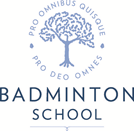 PRO OMNIBUS QUISQUE
PRO DEO OMNES
BADMINTON
SCHOOL